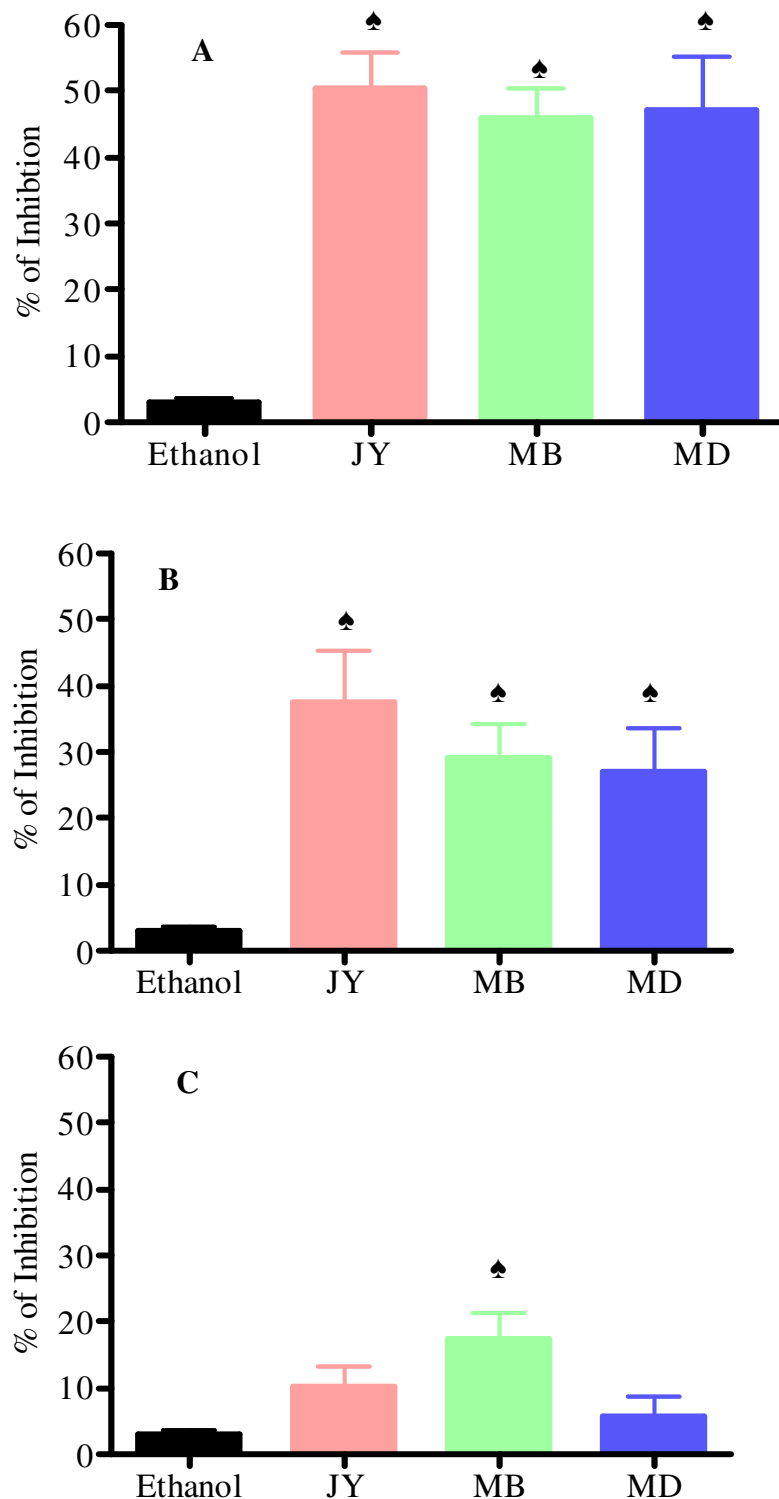 A
% of Inhibtion
60
50
40
30
20
10
0
♠ ♠ ♠
Ethanol JY MB MD
B
% of Inhibition
60
50
40
30
20
10
0
♠ ♠ ♠
Ethanol JY MB MD
C
% of Inhibition
60
50
40
30
20
10
0
♠
Ethanol JY MB MD